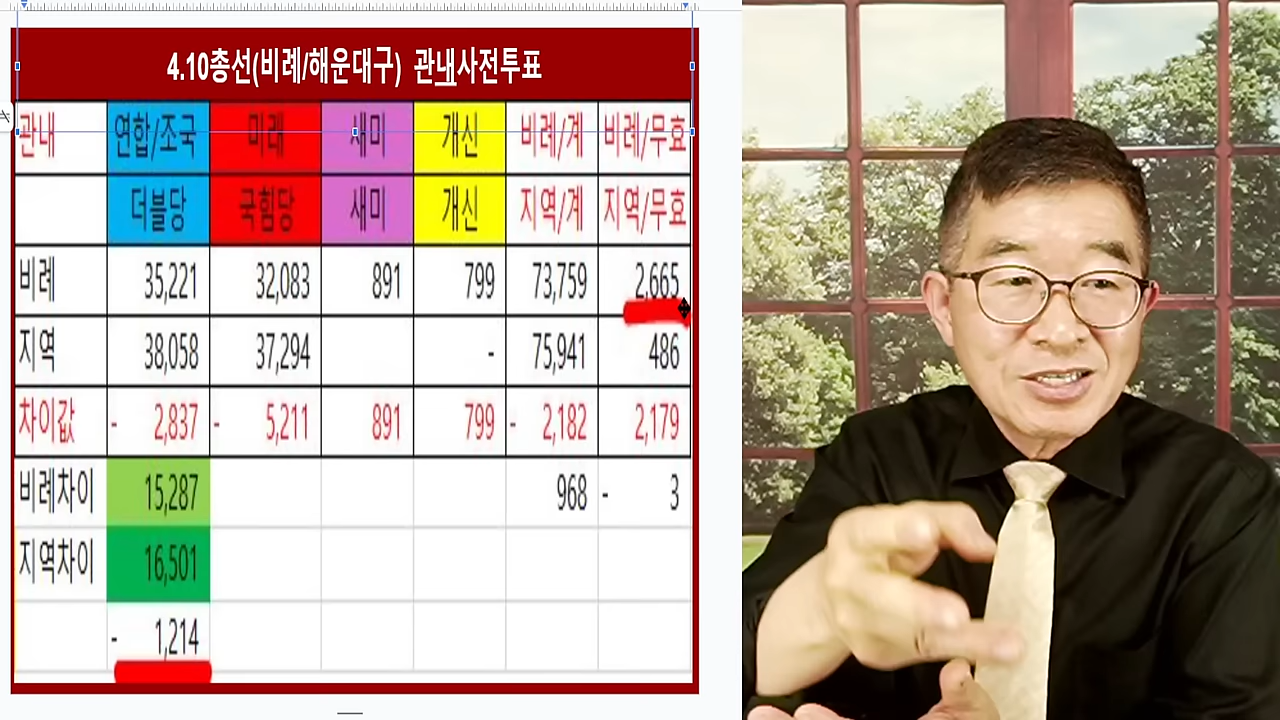 4.10총선(비례/해운대구) 관내사전투표
관내 연합/조국 미래 새미 개신 비례/계 비례/무효
더블당 국힘당 새미 개신 지역/계 지역/무효
비례 35,221 32,083 891 799 73,759 2,665
지역 38,058 37,294 - 75,941 486
차이값 - 2,837 - 5,211 891 799 - 2,182 2,179
비례차이 15,287 968 - 3
지역차이 16,501
- 1,214